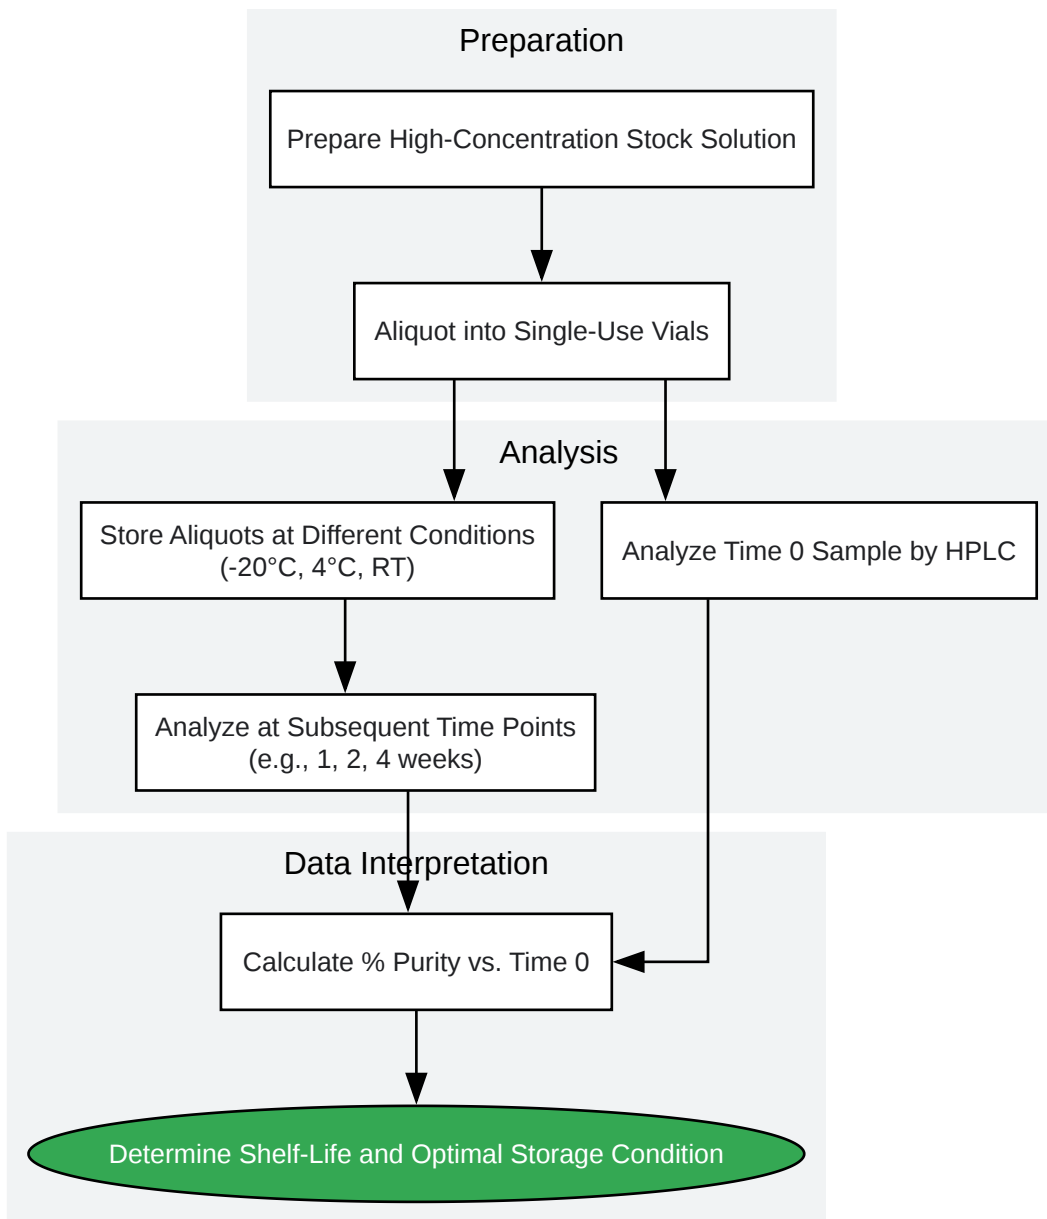 Preparation
Prepare High-Concentration Stock Solution
Aliquot into Single-Use Vials
Analysis
Store Aliquots at Different Conditions
(-20°C, 4°C, RT)
Analyze Time 0 Sample by HPLC
Analyze at Subsequent Time Points
(e.g., 1, 2, 4 weeks)
Data Interpretation
Calculate % Purity vs. Time 0
Determine Shelf-Life and Optimal Storage Condition